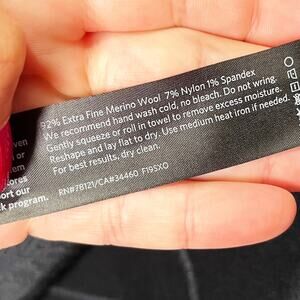 92% Extra Fine Merino Wool 7% Nylon 1% Spandex
We recommend hand wash cold, no bleach. Do not wring.
Gently squeeze or roll in towel to remove excess moisture.
Reshape and lay flat to dry. Use medium heat iron if needed.
For best results, dry clean.
RN#78121/CA#34460 F19SXO
k program.